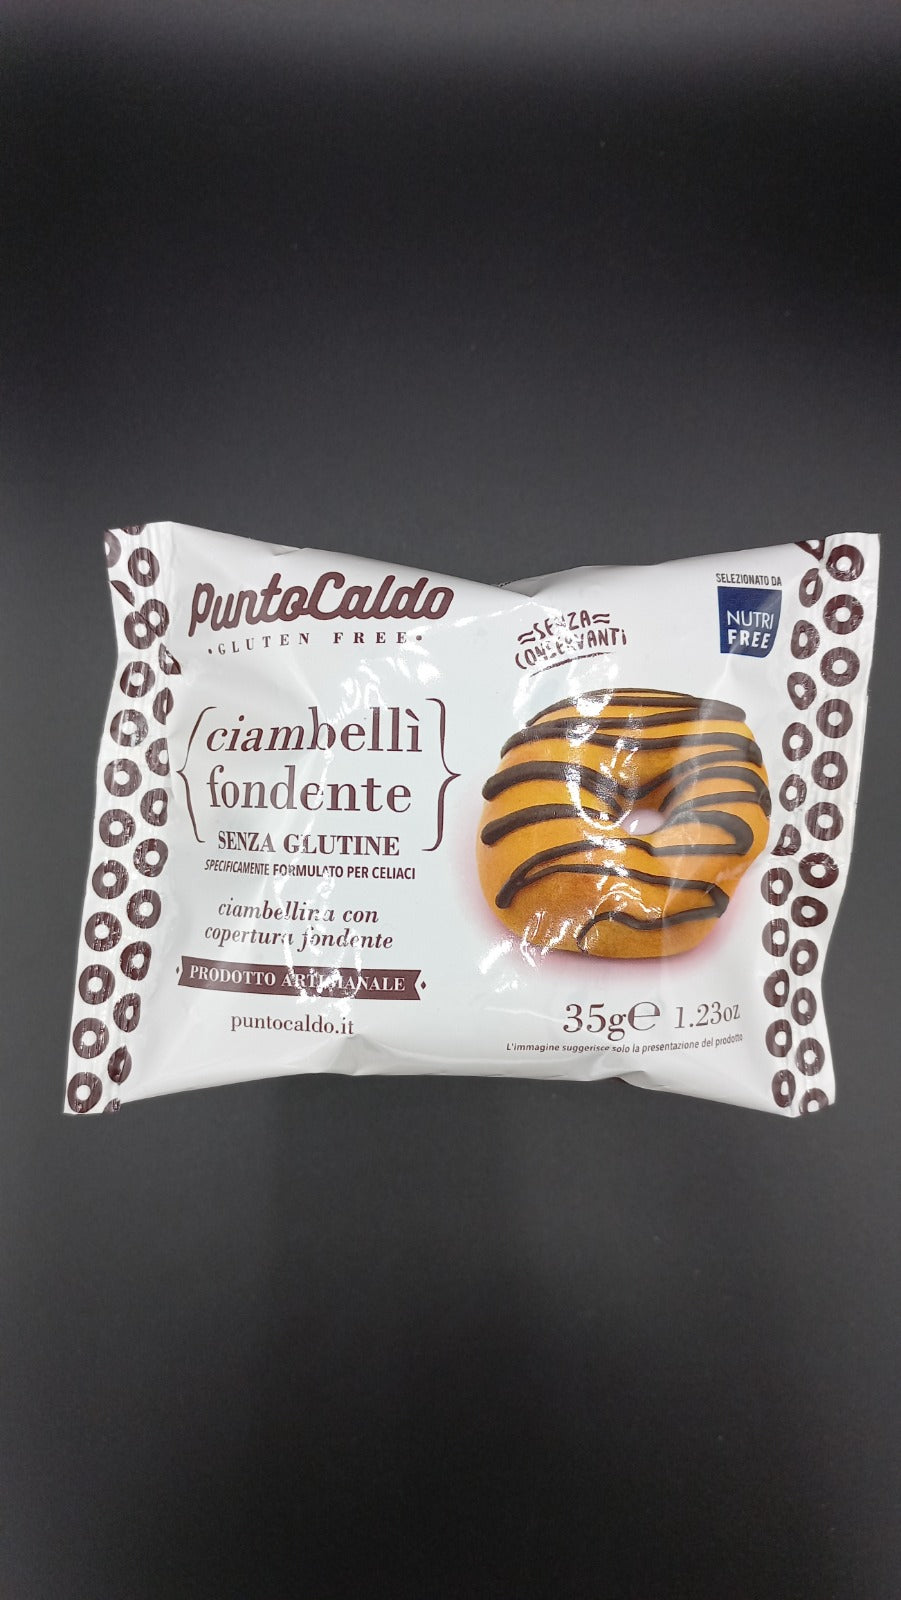 PuntoCaldo
•GLUTEN FREE•
SENZA
CONSERVANTI
SELEZIONATO DA
NUTRI
FREE
ciambellì
fondente
SENZA GLUTINE
SPECIFICAMENTE FORMULATO PER CELIACI
ciambellina con
copertura fondente
PRODOTTO ARTIGIANALE
puntocaldo.it
35g℮ 1.23oz
L'immagine suggerisce solo la presentazione del prodotto